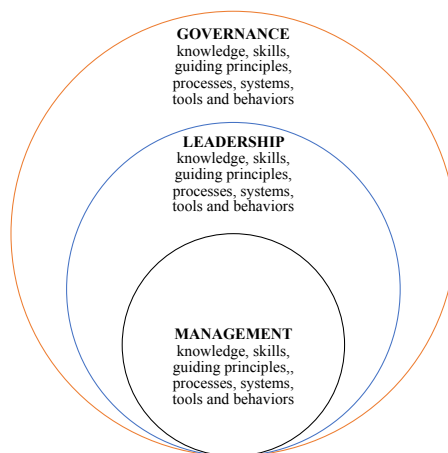 GOVERNANCE
knowledge, skills,
guiding principles,
processes, systems,
tools and behaviors
LEADERSHIP
knowledge, skills,
guiding principles,
processes, systems,
tools and behaviors
MANAGEMENT
knowledge, skills,
guiding principles,,
processes, systems,
tools and behaviors